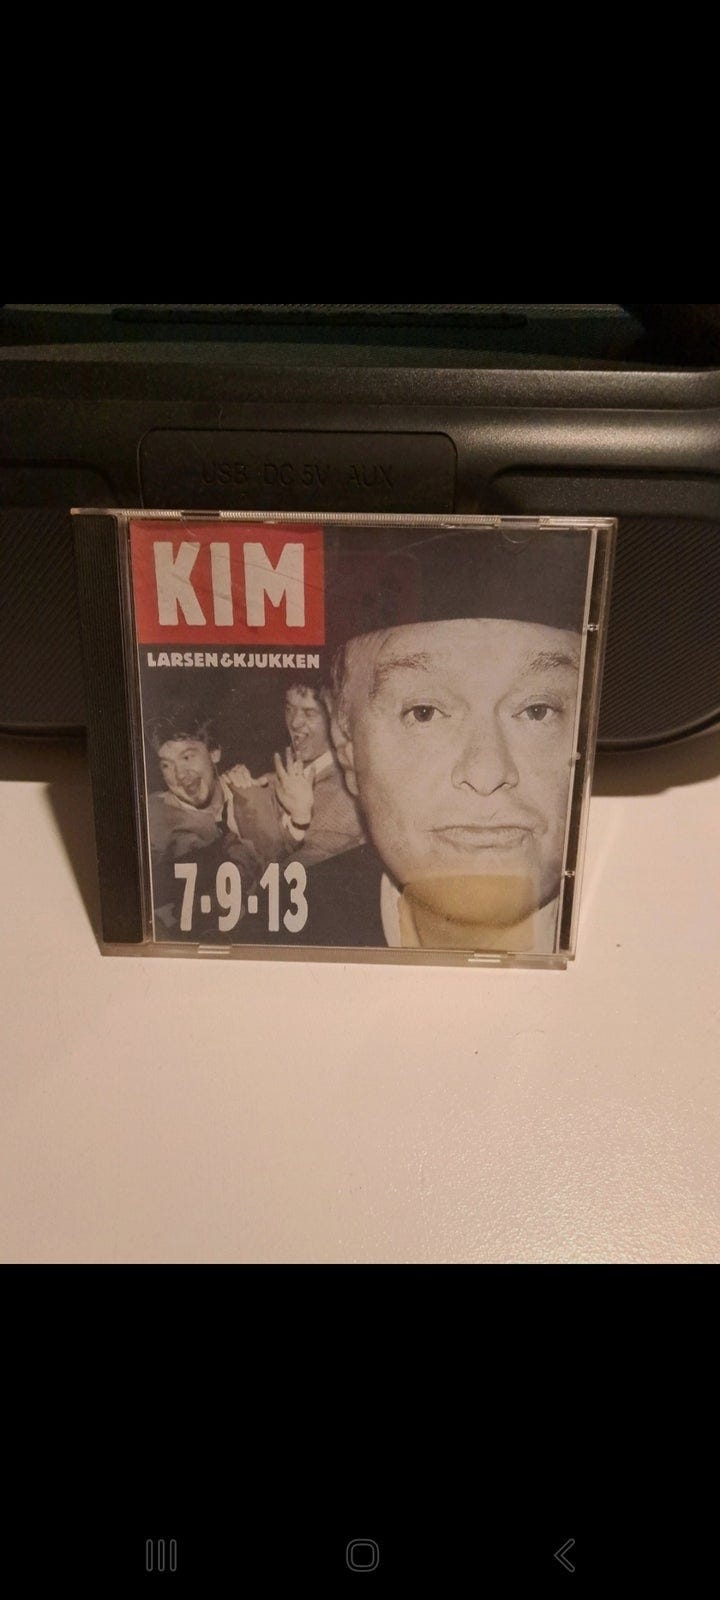 USB DC 5V AUX
KIM
LARSEN & KJUKKEN
7-9-13